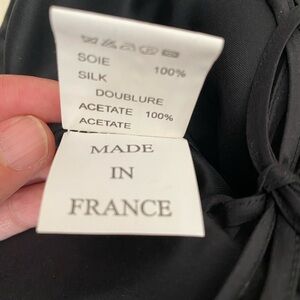 SOIE 100%
SILK
DOUBLURE
ACETATE 100%
ACETATE
MADE
IN
FRANCE